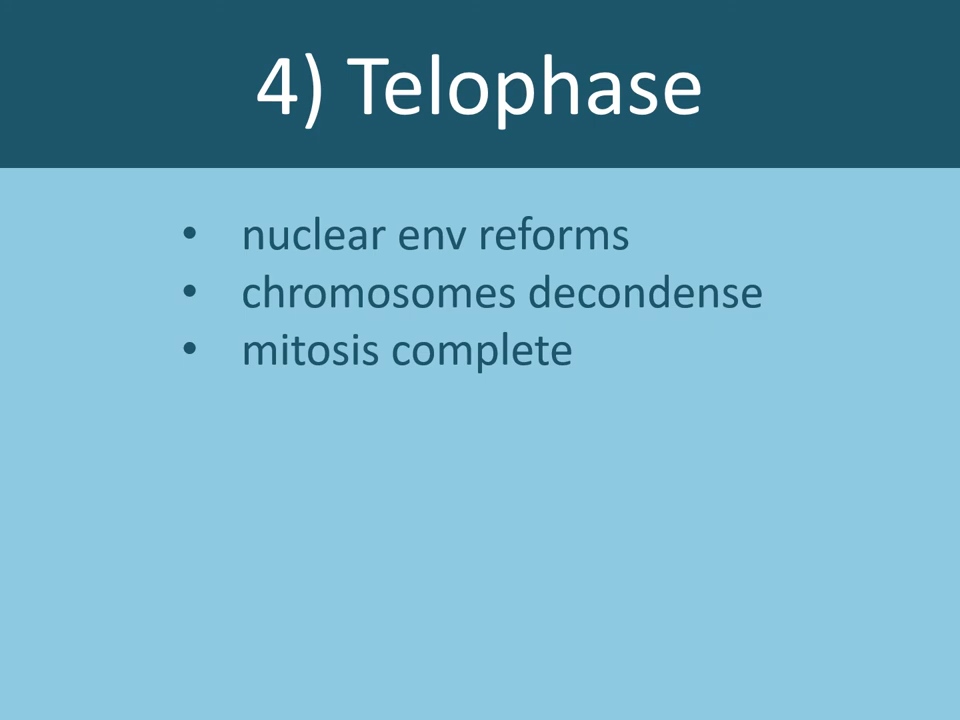 4) Telophase
• nuclear env reforms
• chromosomes decondense
• mitosis complete